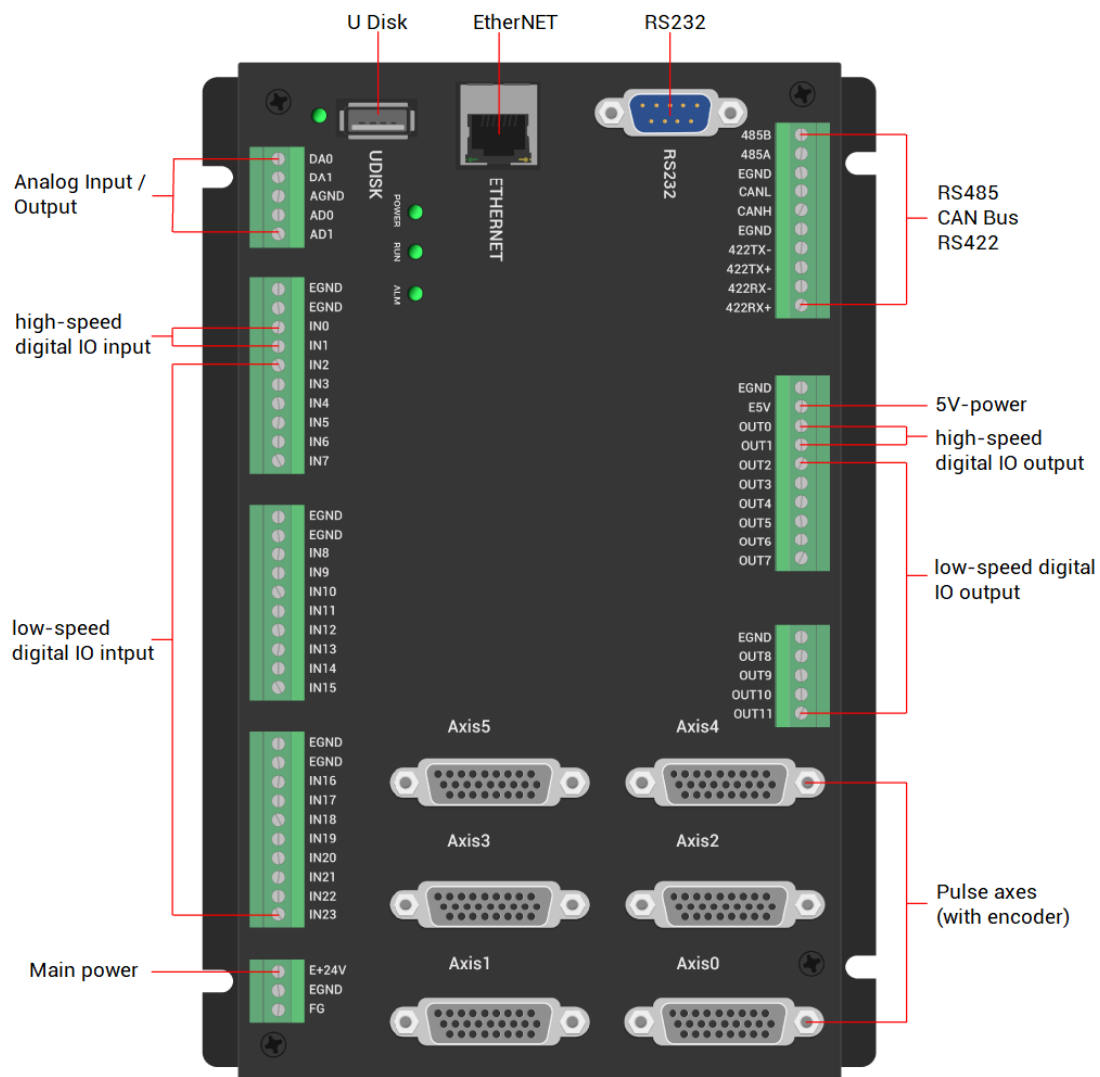 U Disk
EtherNET
RS232
UDISK
ETHERNET
RS232
POWER
RUN
ALM
Analog Input /
Output
DA0
DA1
AGND
AD0
AD1
high-speed
digital IO input
EGND
EGND
IN0
IN1
IN2
IN3
IN4
IN5
IN6
IN7
low-speed
digital IO intput
EGND
EGND
IN8
IN9
IN10
IN11
IN12
IN13
IN14
IN15
EGND
EGND
IN16
IN17
IN18
IN19
IN20
IN21
IN22
IN23
Main power
E+24V
EGND
FG
485B
485A
EGND
CANL
CANH
EGND
422TX-
422TX+
422RX-
422RX+
RS485
CAN Bus
RS422
EGND
E5V
OUT0
OUT1
OUT2
OUT3
OUT4
OUT5
OUT6
OUT7
5V-power
high-speed
digital IO output
low-speed digital
IO output
EGND
OUT8
OUT9
OUT10
OUT11
Axis5
Axis4
Axis3
Axis2
Axis1
Axis0
Pulse axes
(with encoder)